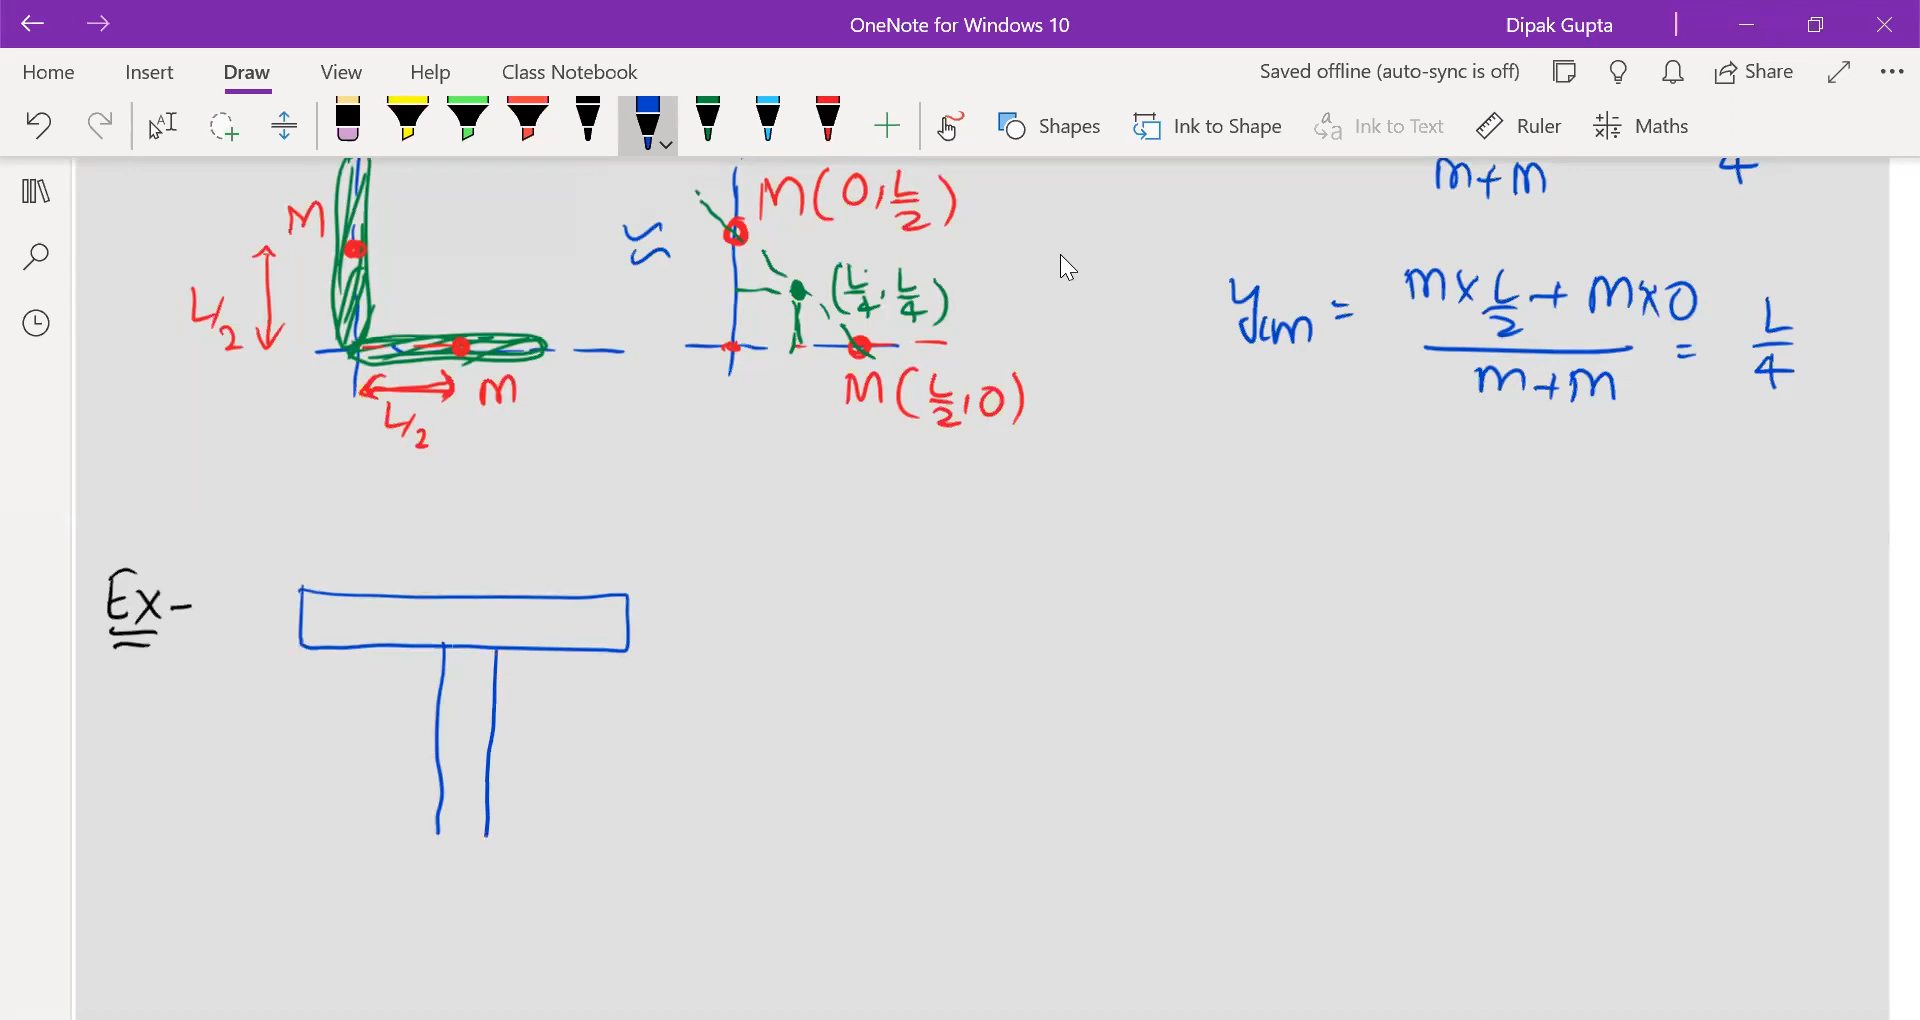 OneNote for Windows 10
Dipak Gupta
Home Insert Draw View Help Class Notebook
Saved offline (auto-sync is off) Share
Shapes Ink to Shape Ink to Text Ruler Maths
M
L/2
L/2
M
≈
M(0, L/2)
(L/4, L/4)
M(L/2, 0)
m+m
4
ycm = (m×L/2 + m×0)/(m+m) = L/4
Ex-